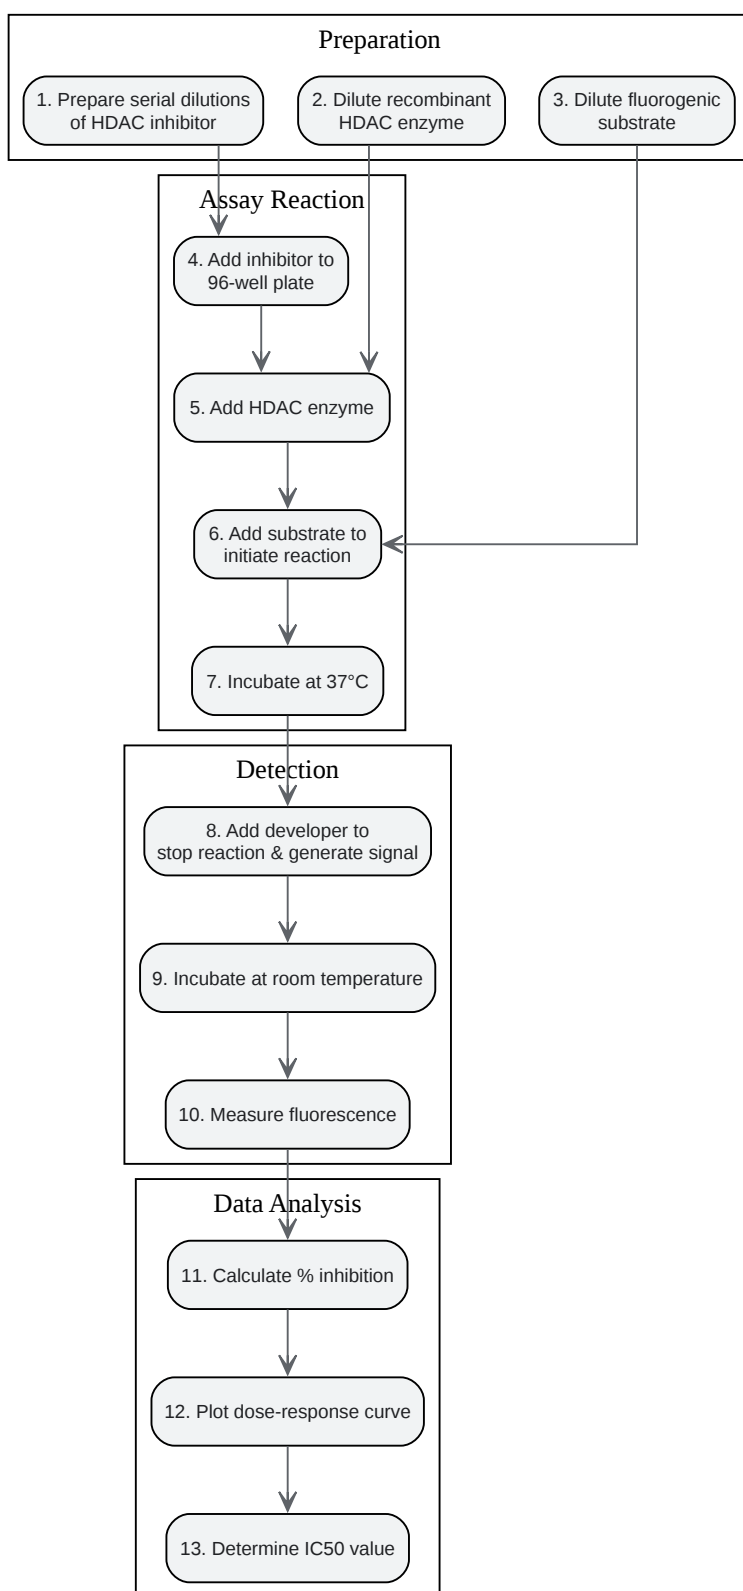 Preparation
1. Prepare serial dilutions
of HDAC inhibitor
2. Dilute recombinant
HDAC enzyme
3. Dilute fluorogenic
substrate
Assay Reaction
4. Add inhibitor to
96-well plate
5. Add HDAC enzyme
6. Add substrate to
initiate reaction
7. Incubate at 37°C
Detection
8. Add developer to
stop reaction & generate signal
9. Incubate at room temperature
10. Measure fluorescence
Data Analysis
11. Calculate % inhibition
12. Plot dose-response curve
13. Determine IC50 value